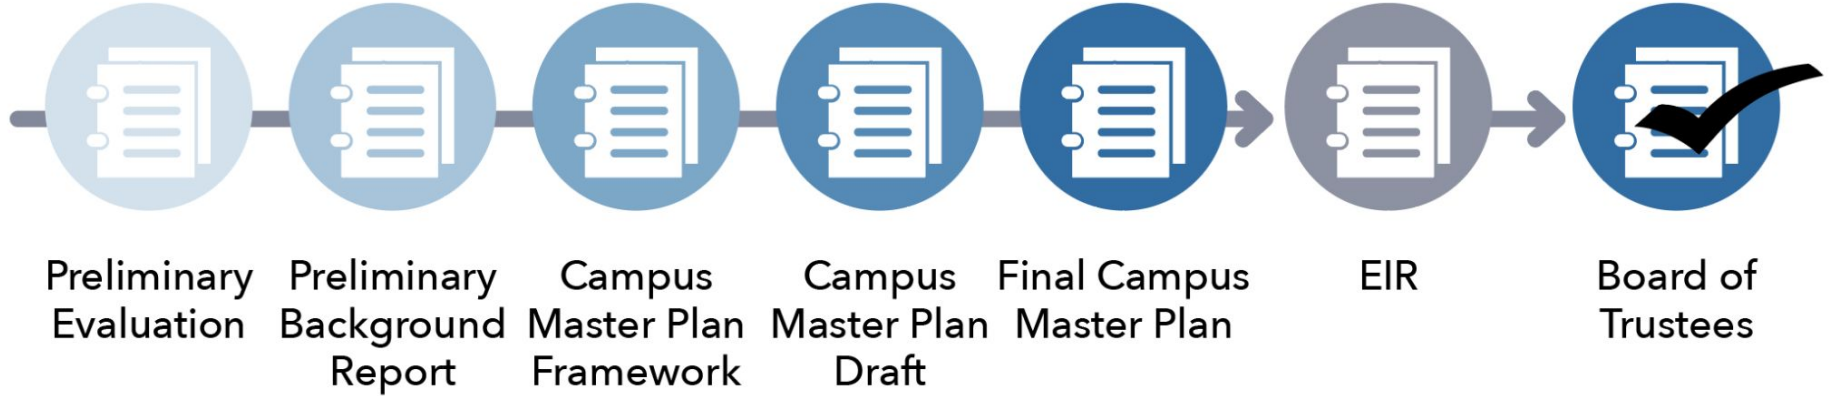 Preliminary
Evaluation
Preliminary
Background
Report
Campus
Master Plan
Framework
Campus
Master Plan
Draft
Final Campus
Master Plan
EIR
Board of
Trustees